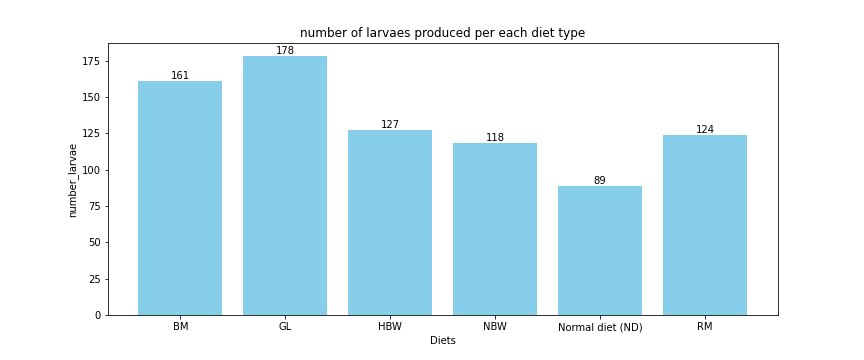 number of larvaes produced per each diet type
number_larvae
175
150
125
100
75
50
25
0
161
178
127
118
89
124
BM
GL
HBW
NBW
Normal diet (ND)
RM
Diets